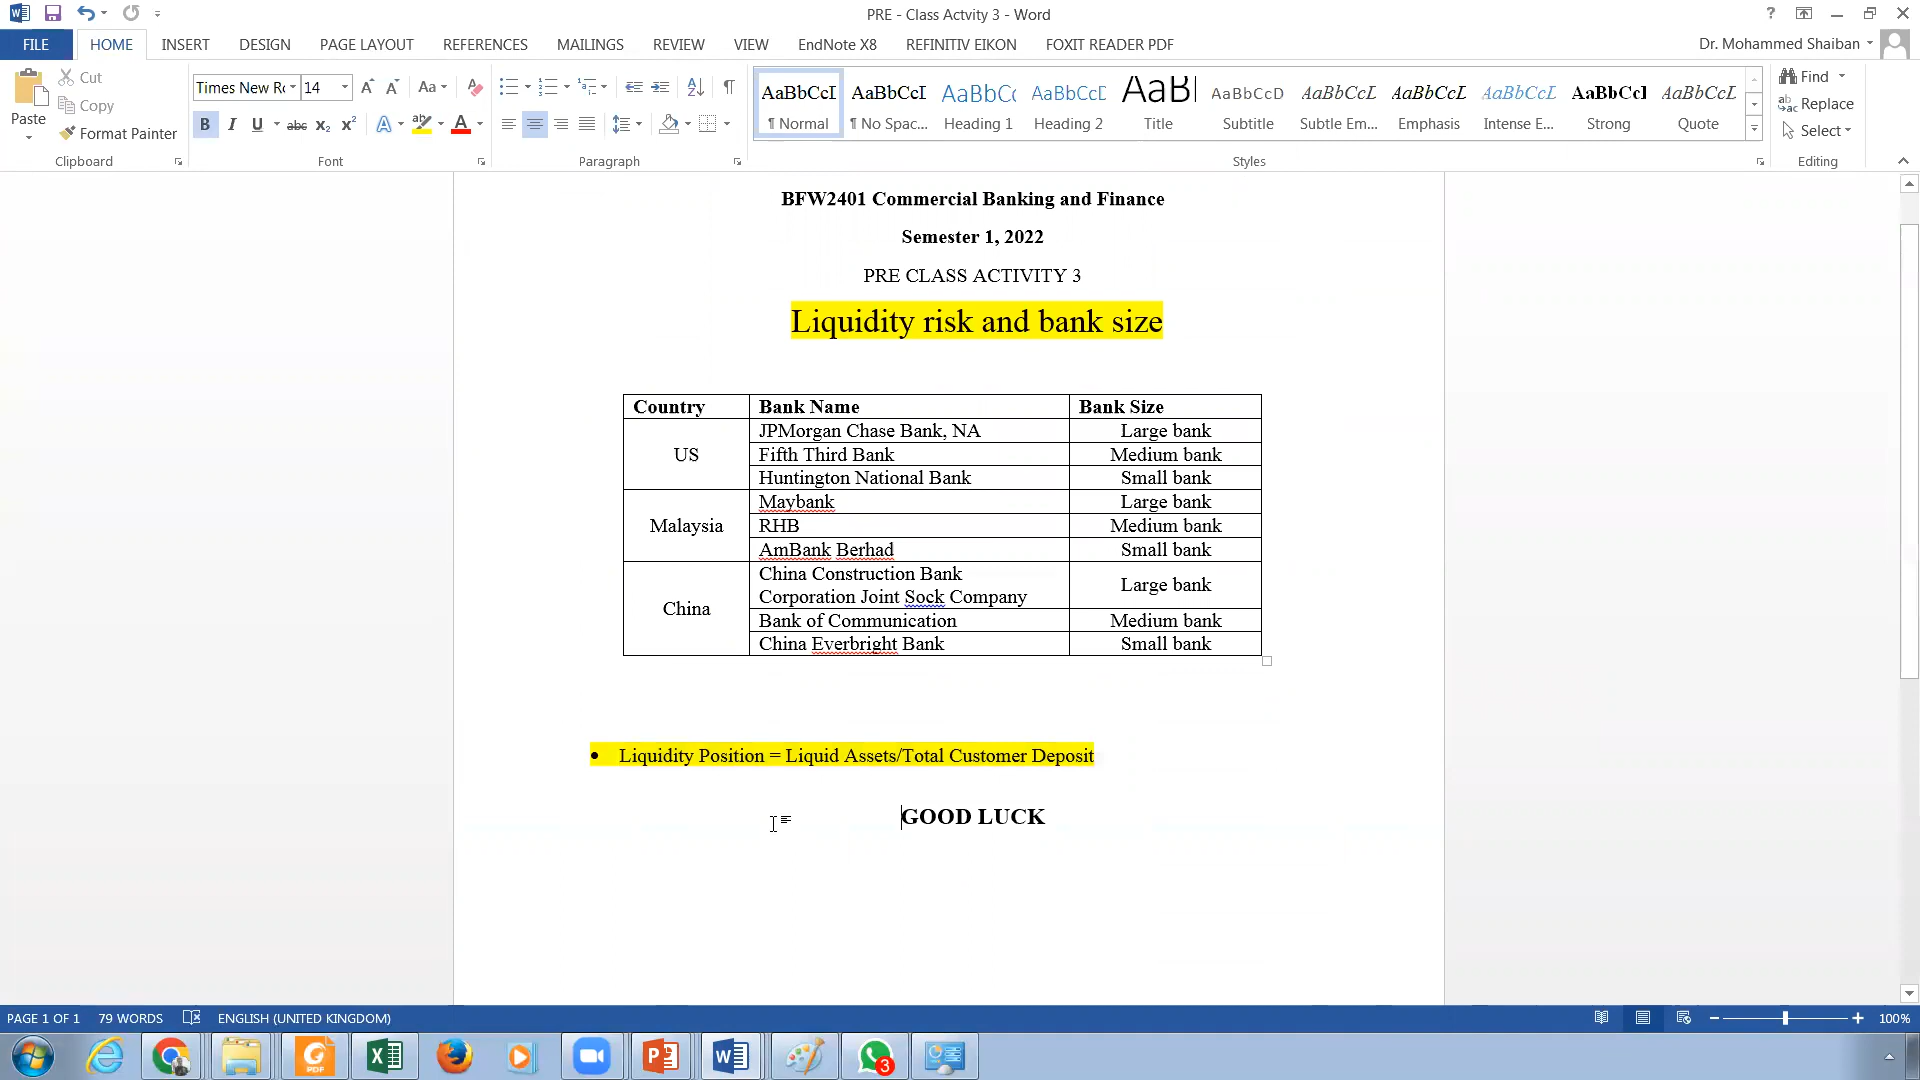 PRE - Class Actvity 3 - Word
FILE HOME INSERT DESIGN PAGE LAYOUT REFERENCES MAILINGS REVIEW VIEW EndNote X8 REFINITIV EIKON FOXIT READER PDF Dr. Mohammed Shaiban
Paste
Cut
Copy
Format Painter
Clipboard
Times New Ro 14
Font
Paragraph
AaBbCcI AaBbCcI AaBbC AaBbCcD AaB AaBbCcD AaBbCcL AaBbCcL AaBbCcL AaBbCcI AaBbCcL
¶ Normal ¶ No Spac... Heading 1 Heading 2 Title Subtitle Subtle Em... Emphasis Intense E... Strong Quote
Styles
Find
Replace
Select
Editing
BFW2401 Commercial Banking and Finance
Semester 1, 2022
PRE CLASS ACTIVITY 3
Liquidity risk and bank size
Country Bank Name Bank Size
US JPMorgan Chase Bank, NA Large bank
Fifth Third Bank Medium bank
Huntington National Bank Small bank
Malaysia Maybank Large bank
RHB Medium bank
AmBank Berhad Small bank
China China Construction Bank
Corporation Joint Sock Company Large bank
Bank of Communication Medium bank
China Everbright Bank Small bank
• Liquidity Position = Liquid Assets/Total Customer Deposit
GOOD LUCK
PAGE 1 OF 1 79 WORDS ENGLISH (UNITED KINGDOM) 100%
PDF
3